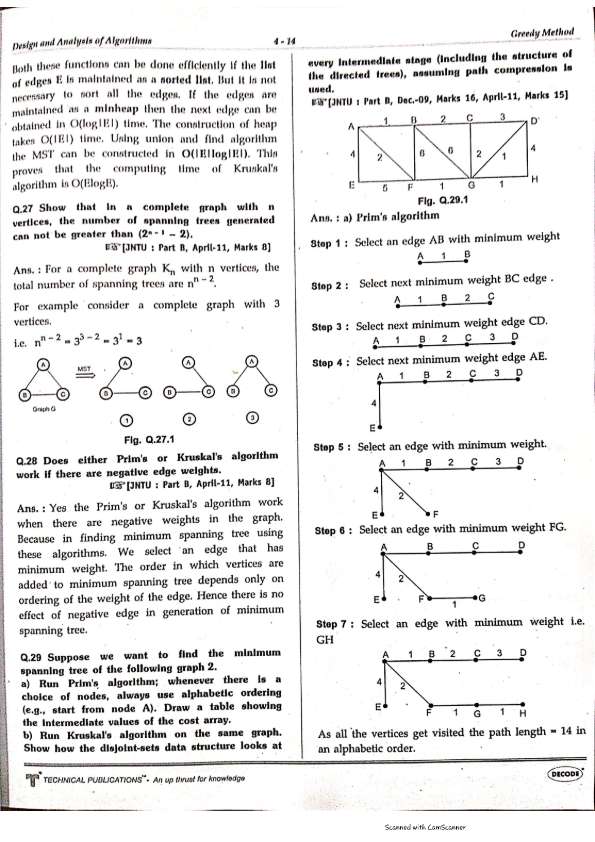 Design and Analysis of Algorithms
4 - 14
Greedy Method
Both these functions can be done efficiently if the list
of edges E is maintained as a sorted list. But it is not
necessary to sort all the edges. If the edges are
maintained as a minheap then the next edge can be
obtained in O(log|E|) time. The construction of heap
takes O(|E|) time. Using union and find algorithm
the MST can be constructed in O(|E|log|E|). This
proves that the computing time of Kruskal's
algorithm is O(ElogE).
Q.27 Show that in a complete graph with n
vertices, the number of spanning trees generated
can not be greater than (2ⁿ⁻¹ – 2).
[JNTU : Part B, April-11, Marks 8]
Ans. : For a complete graph Kₙ with n vertices, the
total number of spanning trees are nⁿ⁻².
For example consider a complete graph with 3
vertices.
i.e. nⁿ⁻² = 3³⁻² = 3¹ = 3
A
B
C
Graph G
MST
A
B
C
1
A
B
C
2
A
B
C
3
Fig. Q.27.1
Q.28 Does either Prim's or Kruskal's algorithm
work if there are negative edge weights.
[JNTU : Part B, April-11, Marks 8]
Ans. : Yes the Prim's or Kruskal's algorithm work
when there are negative weights in the graph.
Because in finding minimum spanning tree using
these algorithms. We select an edge that has
minimum weight. The order in which vertices are
added to minimum spanning tree depends only on
ordering of the weight of the edge. Hence there is no
effect of negative edge in generation of minimum
spanning tree.
Q.29 Suppose we want to find the minimum
spanning tree of the following graph 2.
a) Run Prim's algorithm; whenever there is a
choice of nodes, always use alphabetic ordering
(e.g., start from node A). Draw a table showing
the intermediate values of the cost array.
b) Run Kruskal's algorithm on the same graph.
Show how the disjoint-sets data structure looks at
every intermediate stage (including the structure of
the directed trees), assuming path compression is
used.
[JNTU : Part B, Dec.-09, Marks 16, April-11, Marks 15]
A 1 B 2 C 3 D
4 2 6 6 2 1 4
E 5 F 1 G 1 H
Fig. Q.29.1
Ans. : a) Prim's algorithm
Step 1 : Select an edge AB with minimum weight
A 1 B
Step 2 : Select next minimum weight BC edge .
A 1 B 2 C
Step 3 : Select next minimum weight edge CD.
A 1 B 2 C 3 D
Step 4 : Select next minimum weight edge AE.
A 1 B 2 C 3 D
4
E
Step 5 : Select an edge with minimum weight.
A 1 B 2 C 3 D
4 2
E F
Step 6 : Select an edge with minimum weight FG.
A B C D
4 2
E F 1 G
Step 7 : Select an edge with minimum weight i.e.
GH
A 1 B 2 C 3 D
4 2
E F 1 G 1 H
As all the vertices get visited the path length = 14 in
an alphabetic order.
TECHNICAL PUBLICATIONS™ - An up thrust for knowledge
DECODE
Scanned with CamScanner